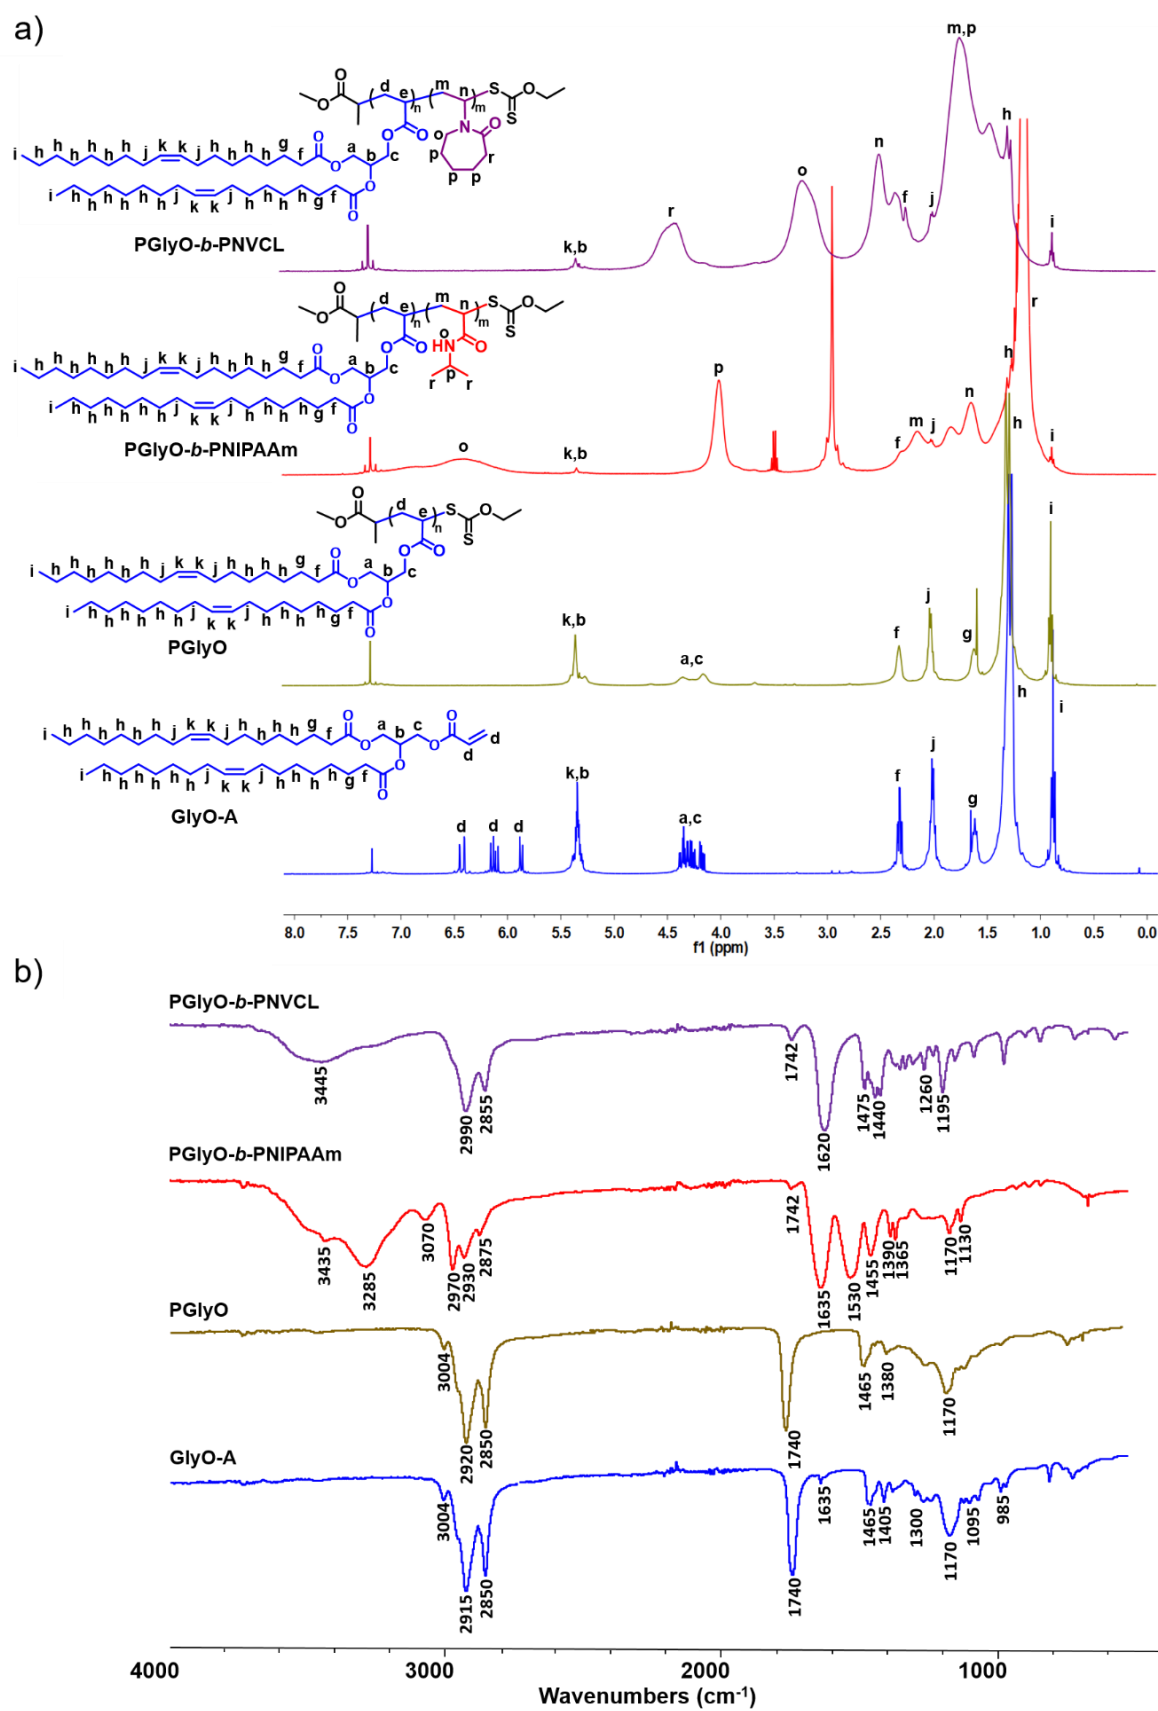 a)
m,p
h
n
o
f
j
r
k,b
i
PGlyO-b-PNVCL
r
h
p
n
m
j
f
i
o
k,b
PGlyO-b-PNIPAAm
h
i
j
k,b
f
g
a,c
PGlyO
h
i
j
k,b
f
g
a,c
d d d
GlyO-A
8.0 7.5 7.0 6.5 6.0 5.5 5.0 4.5 4.0 3.5 3.0 2.5 2.0 1.5 1.0 0.5 0.0
f1 (ppm)
b)
PGlyO-b-PNVCL
3445 2990 2855 1742 1620 1475 1440 1260 1195
PGlyO-b-PNIPAAm
3435 3285 3070 2970 2930 2875 1742 1635 1530 1455 1390 1365 1170 1130
PGlyO
3004 2920 2850 1740 1465 1380 1170
GlyO-A
3004 2915 2850 1740 1635 1465 1405 1300 1170 1095 985
4000 3000 2000 1000
Wavenumbers (cm-1)